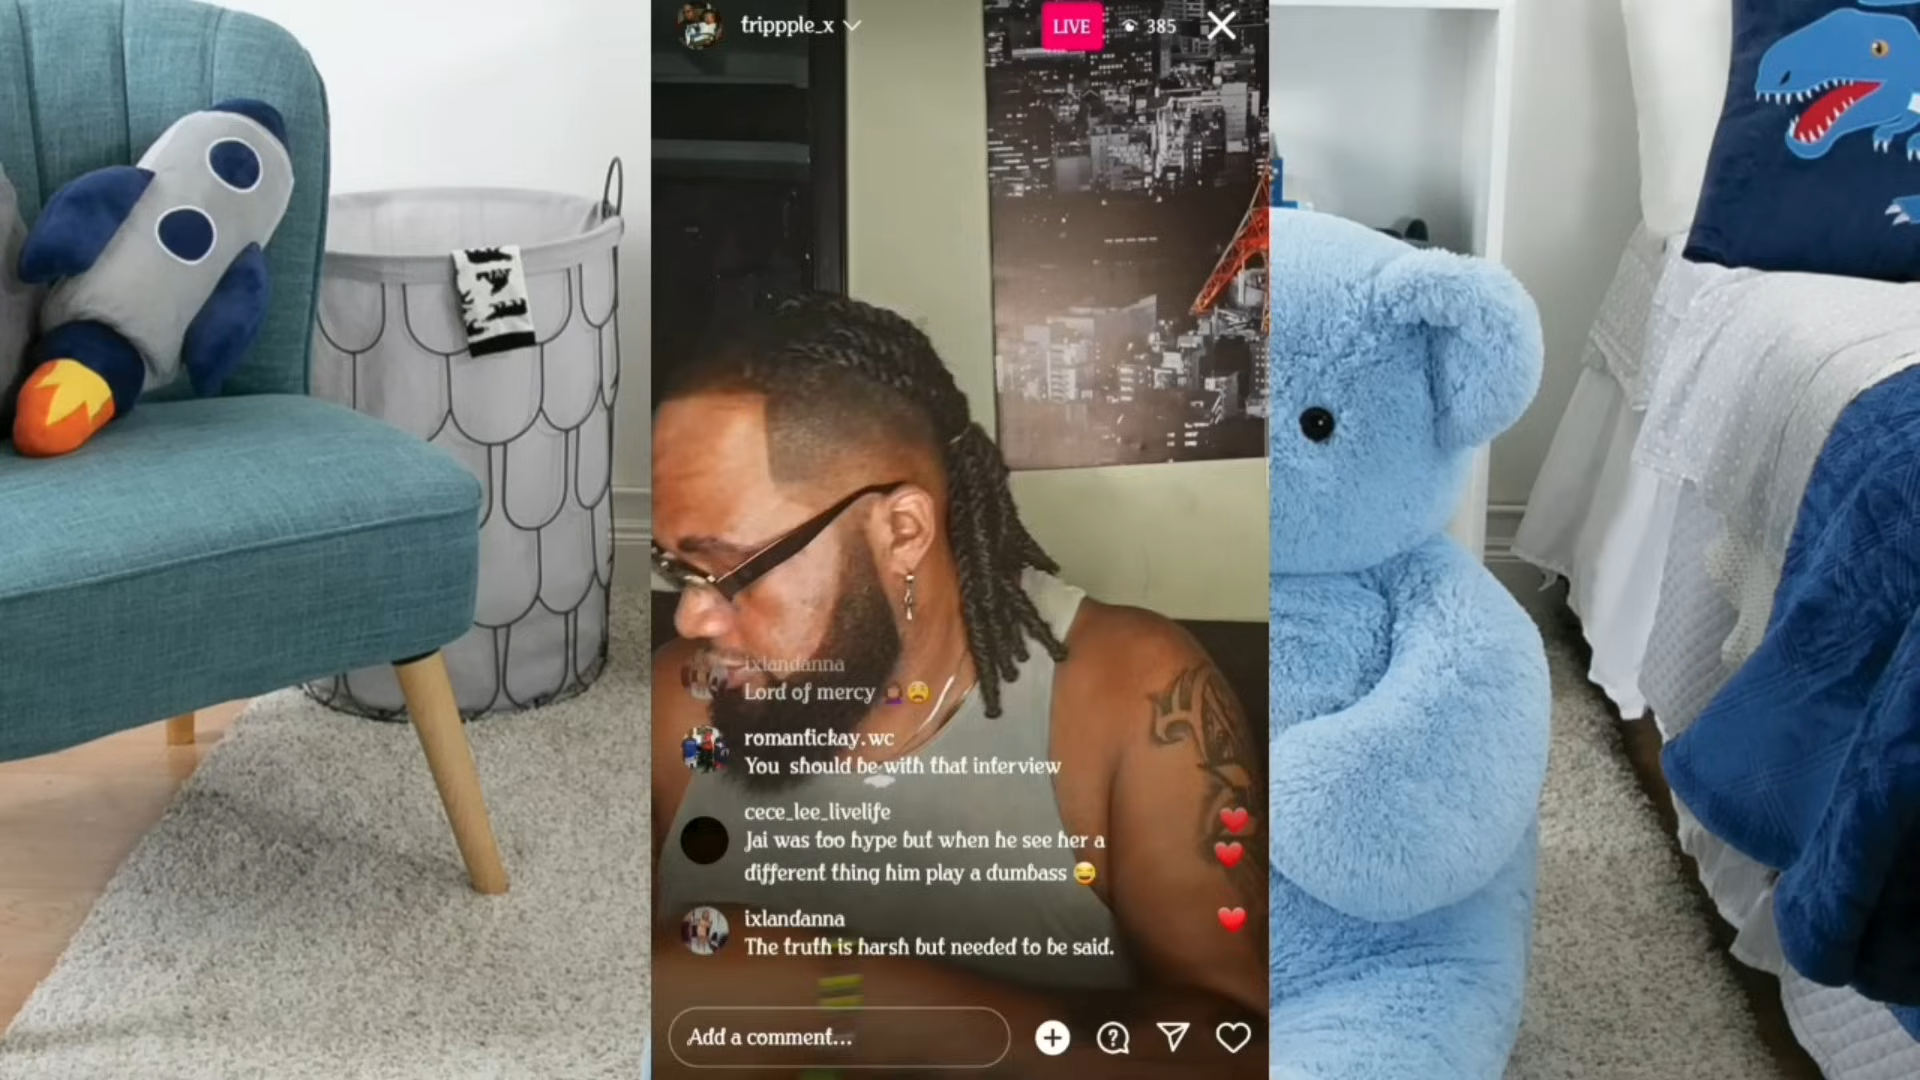 trippple_x
LIVE
385
ixlandanna
Lord of mercy 🤦🏾‍♀️😩
romantickay.wc
You should be with that interview
cece_lee_livelife
Jai was too hype but when he see her a
different thing him play a dumbass 😂
ixlandanna
The truth is harsh but needed to be said.
Add a comment...